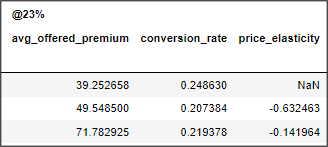 @23%
avg_offered_premium conversion_rate price_elasticity
39.252658 0.248630 NaN
49.548500 0.207384 -0.632463
71.782925 0.219378 -0.141964